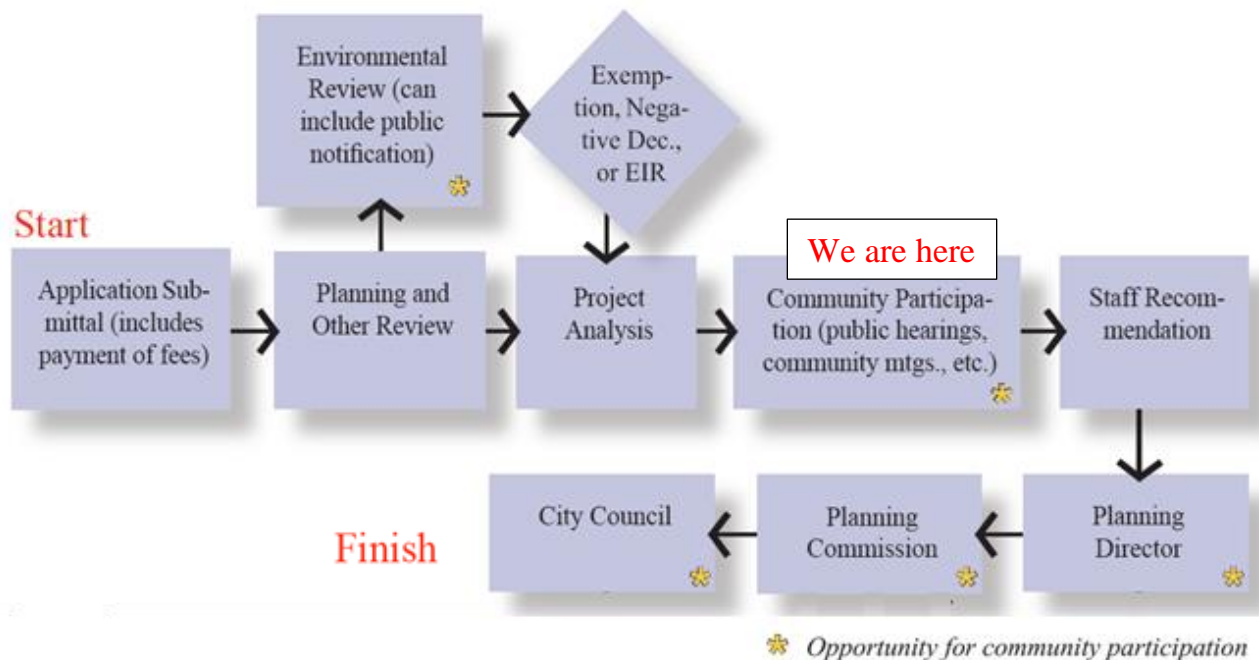 Environmental
Review (can
include public
notification)
Exemp-
tion, Nega-
tive Dec.,
or EIR
Start
We are here
Application Sub-
mittal (includes
payment of fees)
Planning and
Other Review
Project
Analysis
Community Participa-
tion (public hearings,
community mtgs., etc.)
Staff Recom-
mendation
Finish
City Council
Planning
Commission
Planning
Director
Opportunity for community participation